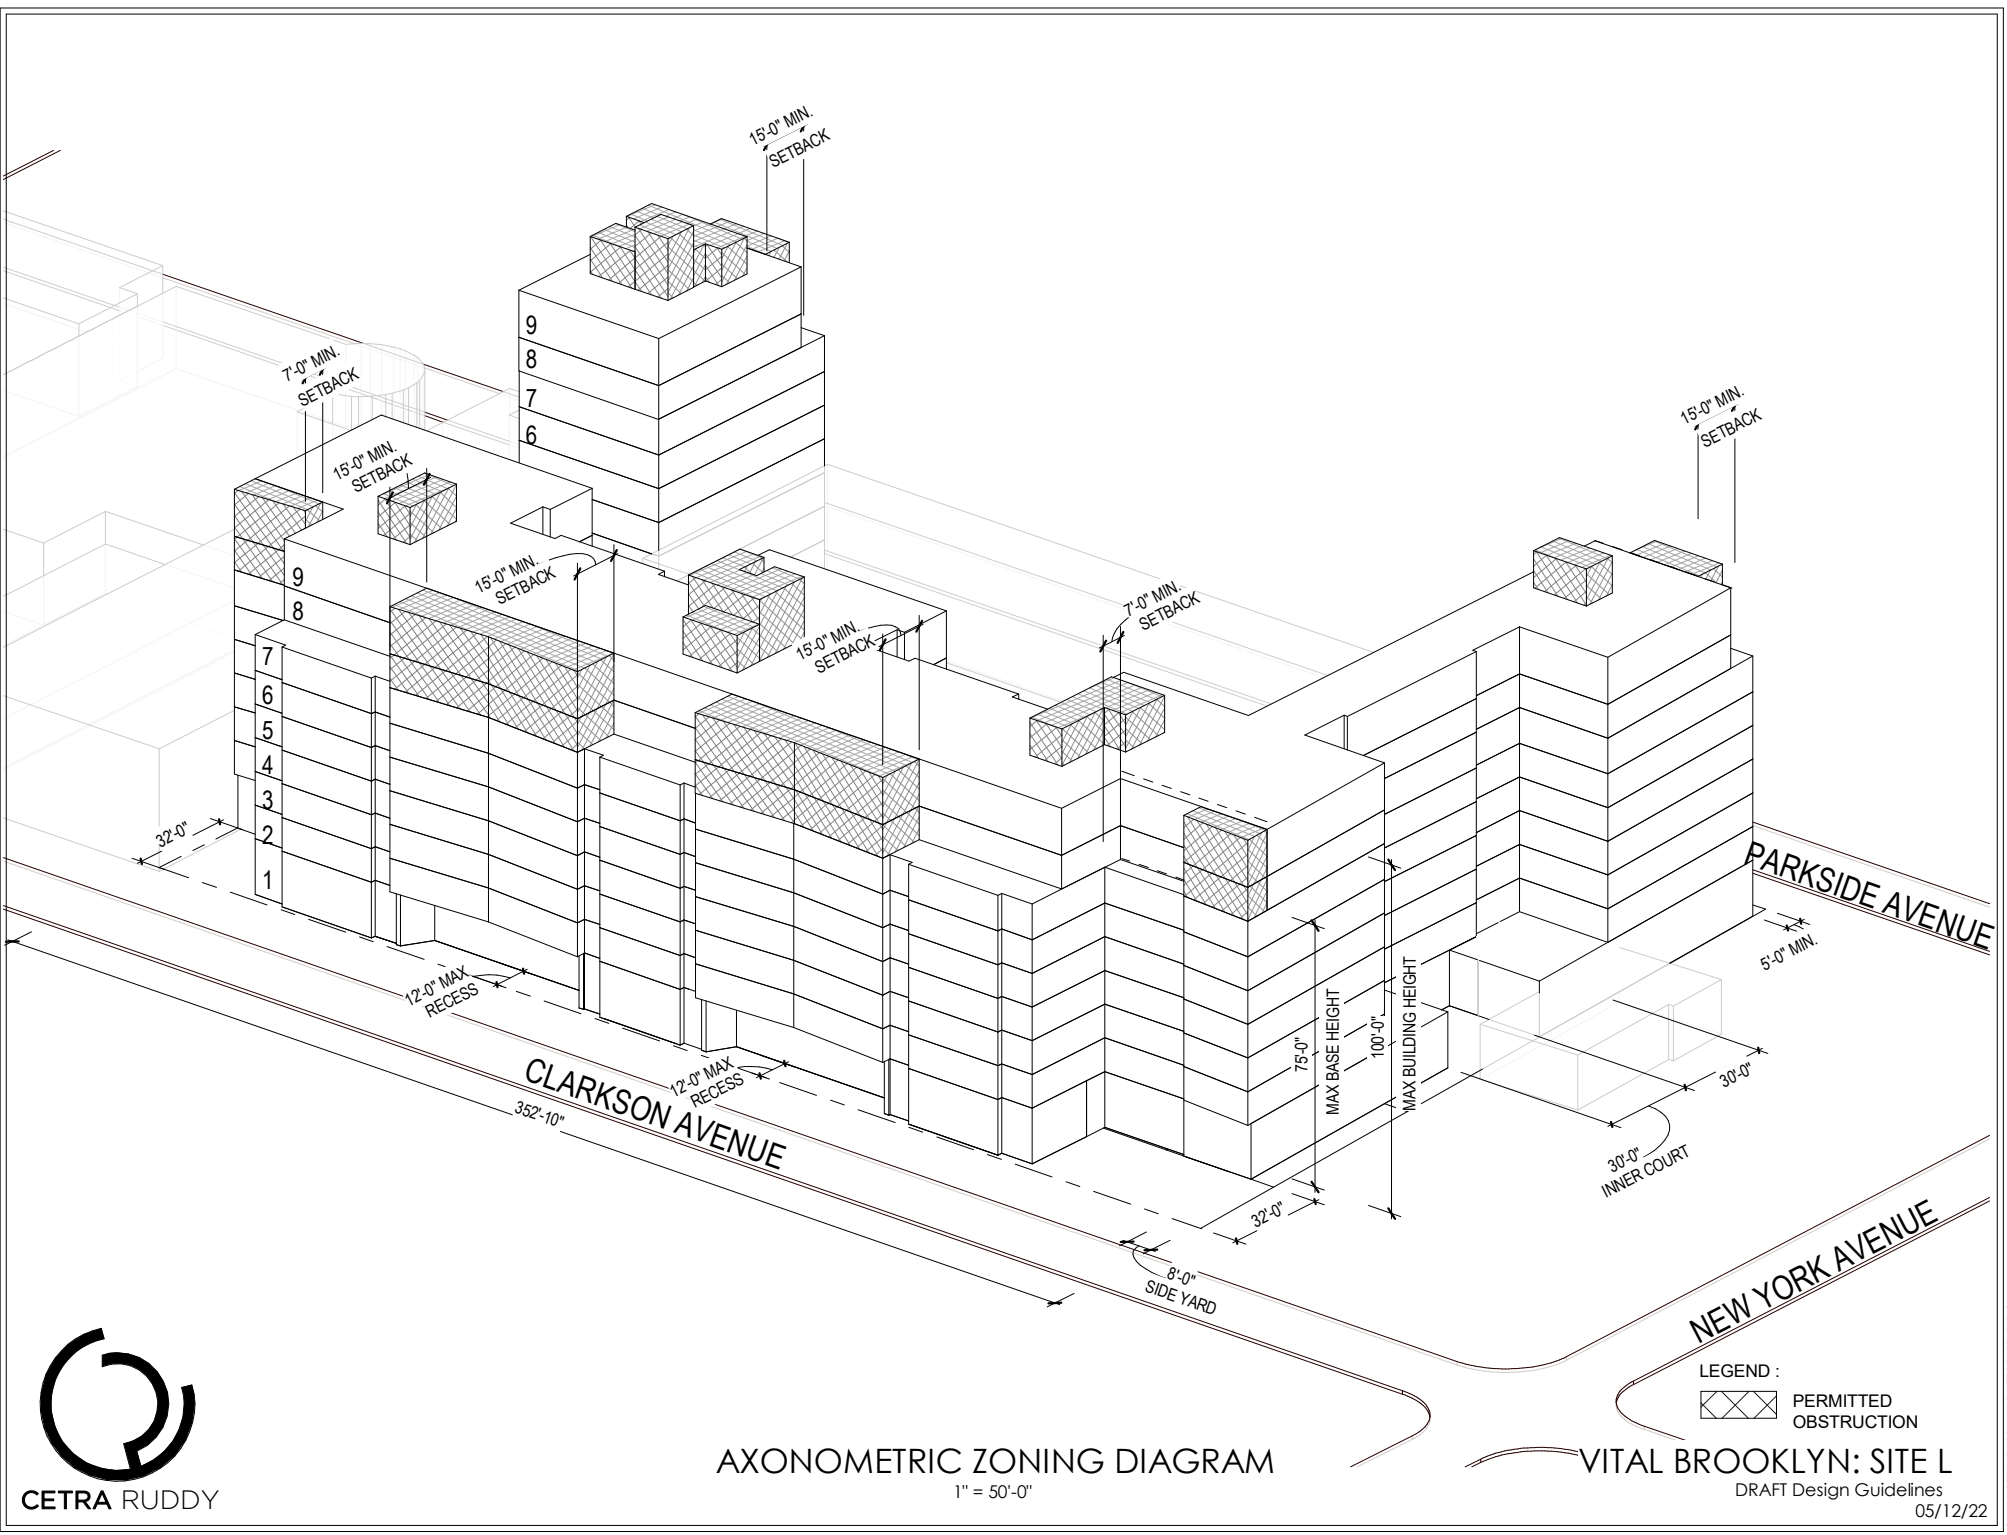 15'-0" MIN.
SETBACK
7'-0" MIN.
SETBACK
15'-0" MIN.
SETBACK
15'-0" MIN.
SETBACK
15'-0" MIN.
SETBACK
15'-0" MIN.
SETBACK
7'-0" MIN.
SETBACK
9
8
7
6
9
8
7
6
5
4
3
2
1
32'-0"
12'-0" MAX
RECESS
12'-0" MAX
RECESS
CLARKSON AVENUE
352'-10"
75'-0"
MAX BASE HEIGHT
100'-0"
MAX BUILDING HEIGHT
PARKSIDE AVENUE
5'-0" MIN.
30'-0"
30'-0"
INNER COURT
32'-0"
8'-0"
SIDE YARD
NEW YORK AVENUE
LEGEND :
PERMITTED
OBSTRUCTION
CETRA RUDDY
AXONOMETRIC ZONING DIAGRAM
1" = 50'-0"
VITAL BROOKLYN: SITE L
DRAFT Design Guidelines
05/12/22